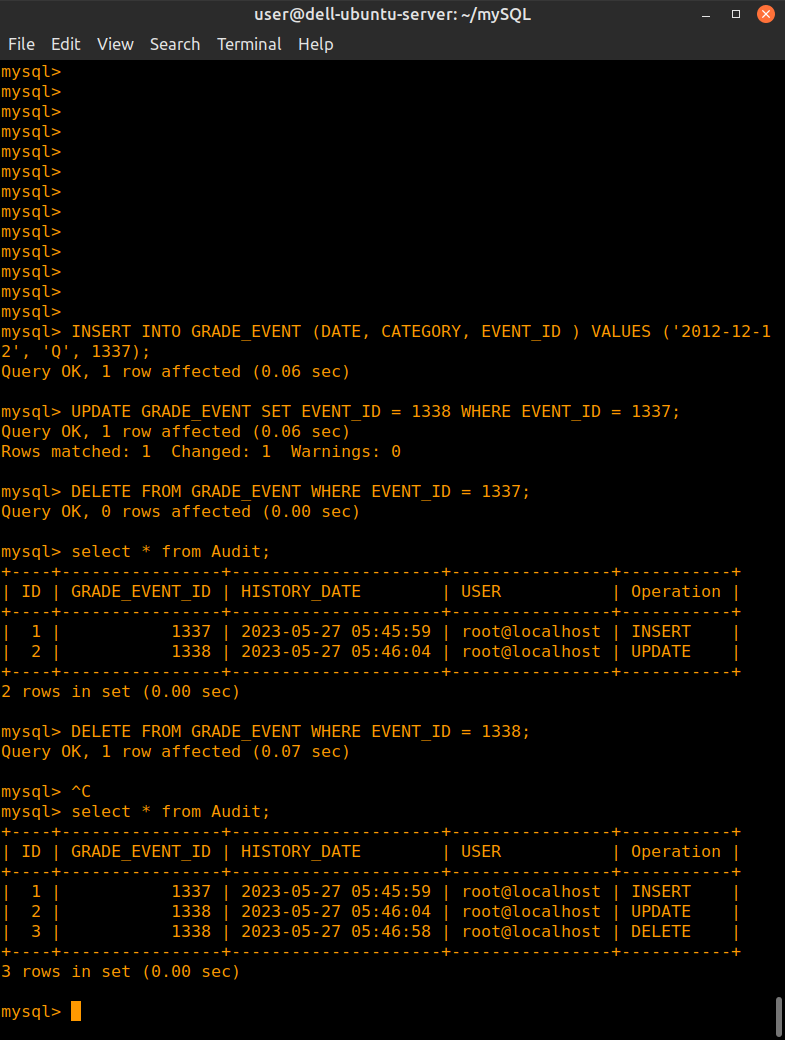 user@dell-ubuntu-server: ~/mySQL
File Edit View Search Terminal Help
mysql>
mysql>
mysql>
mysql>
mysql>
mysql>
mysql>
mysql>
mysql>
mysql>
mysql>
mysql>
mysql>
mysql> INSERT INTO GRADE_EVENT (DATE, CATEGORY, EVENT_ID ) VALUES ('2012-12-1
2', 'Q', 1337);
Query OK, 1 row affected (0.06 sec)

mysql> UPDATE GRADE_EVENT SET EVENT_ID = 1338 WHERE EVENT_ID = 1337;
Query OK, 1 row affected (0.06 sec)
Rows matched: 1  Changed: 1  Warnings: 0

mysql> DELETE FROM GRADE_EVENT WHERE EVENT_ID = 1337;
Query OK, 0 rows affected (0.00 sec)

mysql> select * from Audit;
+----+----------------+---------------------+----------------+-----------+
| ID | GRADE_EVENT_ID | HISTORY_DATE        | USER           | Operation |
+----+----------------+---------------------+----------------+-----------+
|  1 |           1337 | 2023-05-27 05:45:59 | root@localhost | INSERT    |
|  2 |           1338 | 2023-05-27 05:46:04 | root@localhost | UPDATE    |
+----+----------------+---------------------+----------------+-----------+
2 rows in set (0.00 sec)

mysql> DELETE FROM GRADE_EVENT WHERE EVENT_ID = 1338;
Query OK, 1 row affected (0.07 sec)

mysql> ^C
mysql> select * from Audit;
+----+----------------+---------------------+----------------+-----------+
| ID | GRADE_EVENT_ID | HISTORY_DATE        | USER           | Operation |
+----+----------------+---------------------+----------------+-----------+
|  1 |           1337 | 2023-05-27 05:45:59 | root@localhost | INSERT    |
|  2 |           1338 | 2023-05-27 05:46:04 | root@localhost | UPDATE    |
|  3 |           1338 | 2023-05-27 05:46:58 | root@localhost | DELETE    |
+----+----------------+---------------------+----------------+-----------+
3 rows in set (0.00 sec)

mysql>